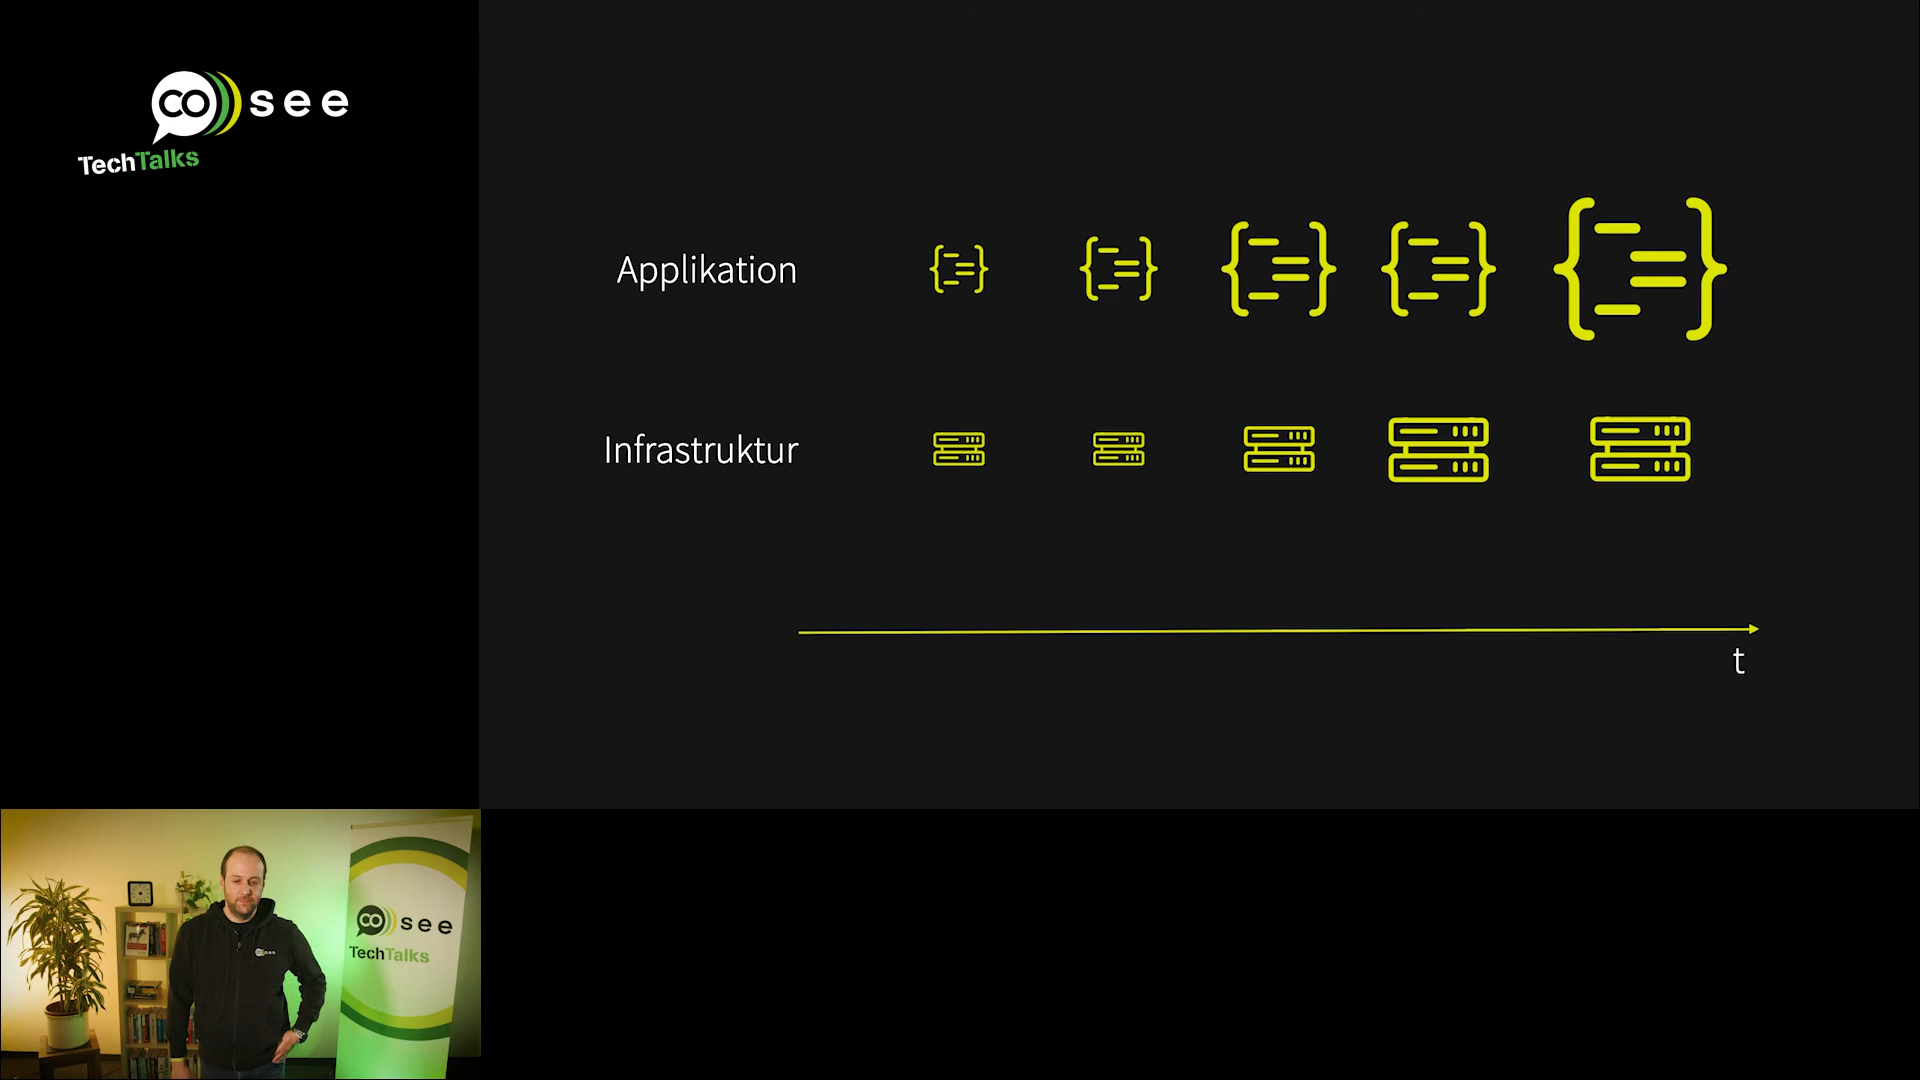 co see
TechTalks
Applikation
Infrastruktur
t
co see
TechTalks